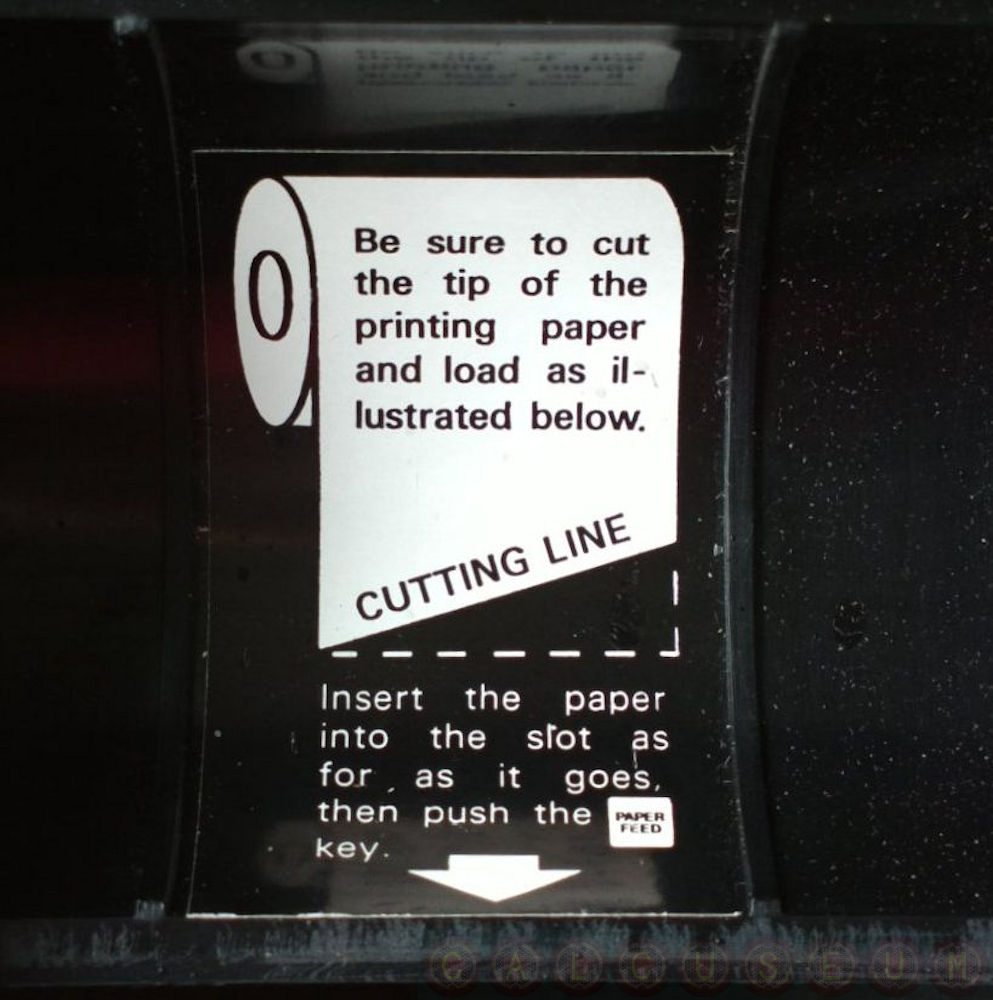 Be sure to cut
the tip of the
printing paper
and load as il-
lustrated below.
CUTTING LINE
Insert the paper
into the slot as
for as it goes,
then push the PAPER FEED
key.
CALCUSEUM